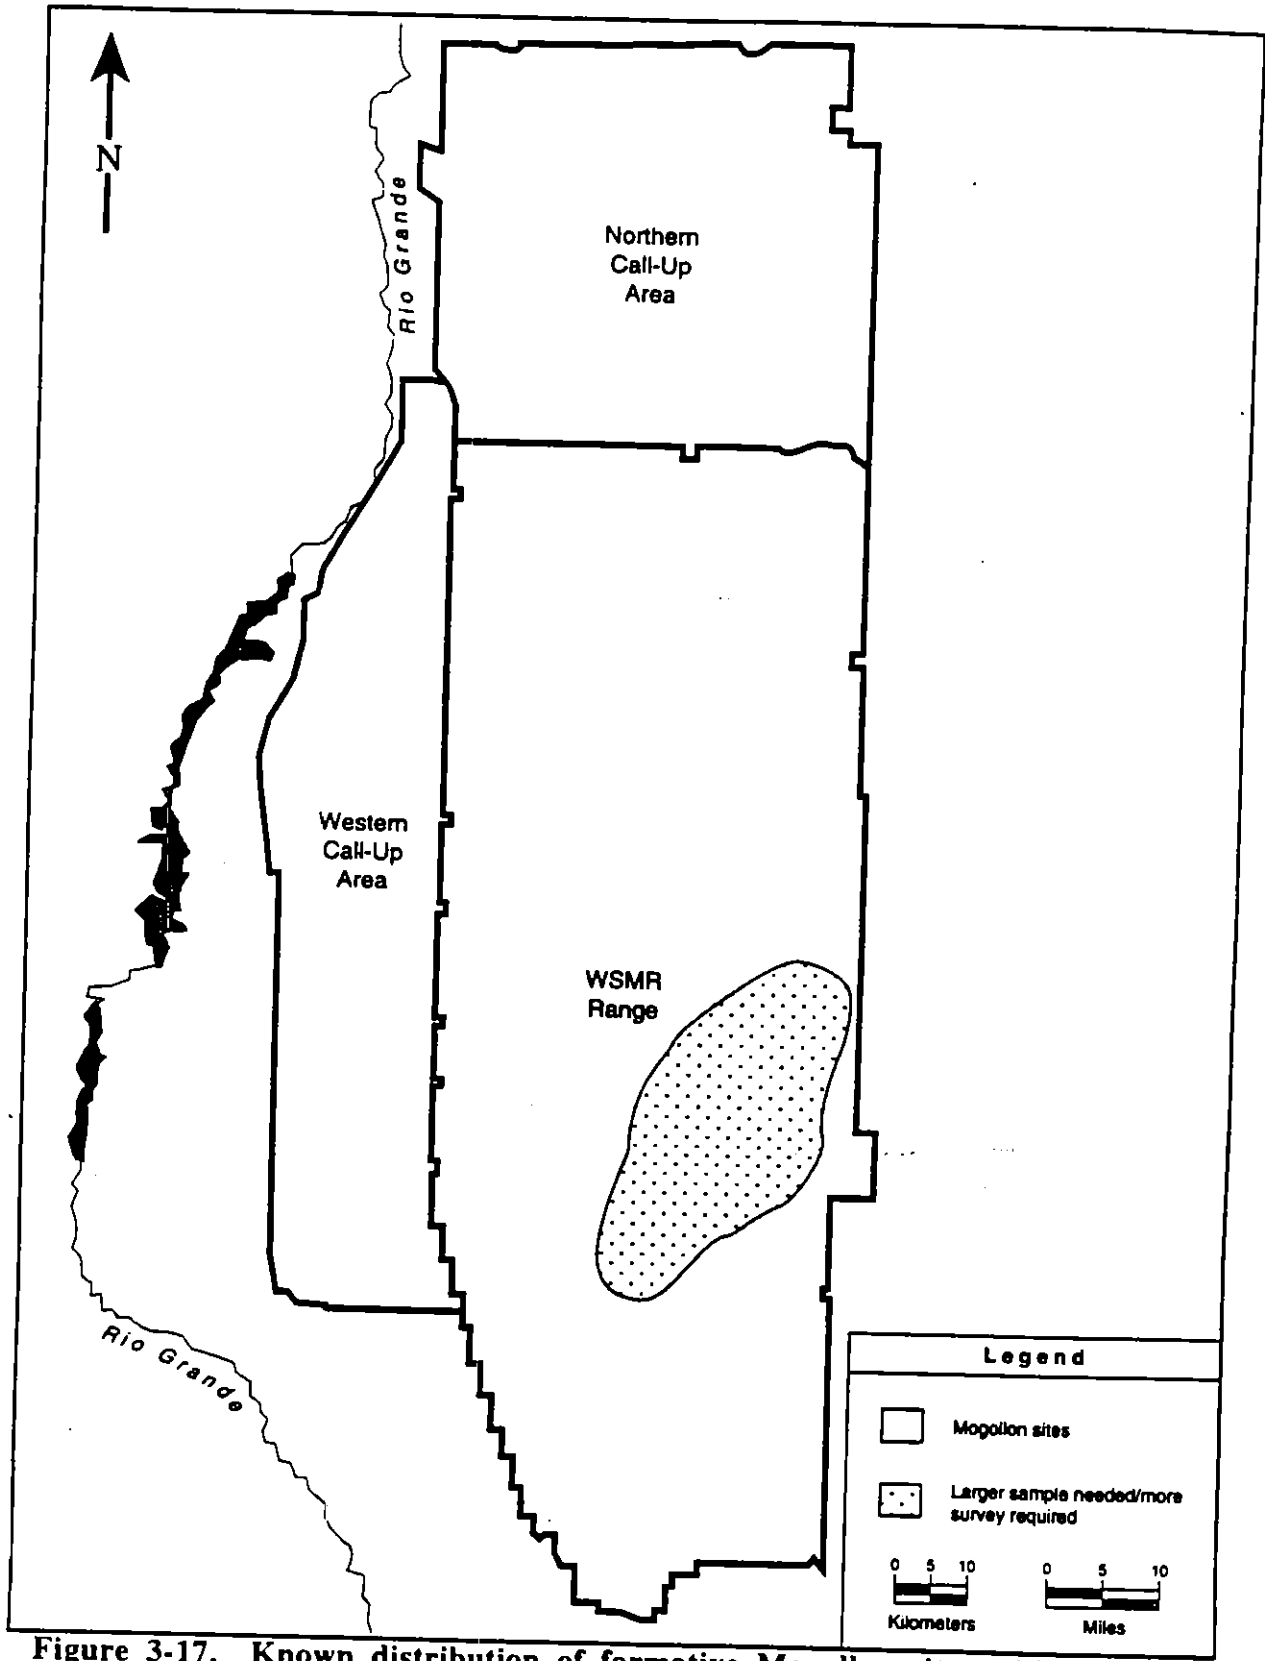 N
Rio Grande
Northern
Call-Up
Area
Western
Call-Up
Area
WSMR
Range
Rio Grande
Legend
Mogollon sites
Larger sample needed/more
survey required
0 5 10
Kilometers
0 5 10
Miles
Figure 3-17. Known distribution of formative